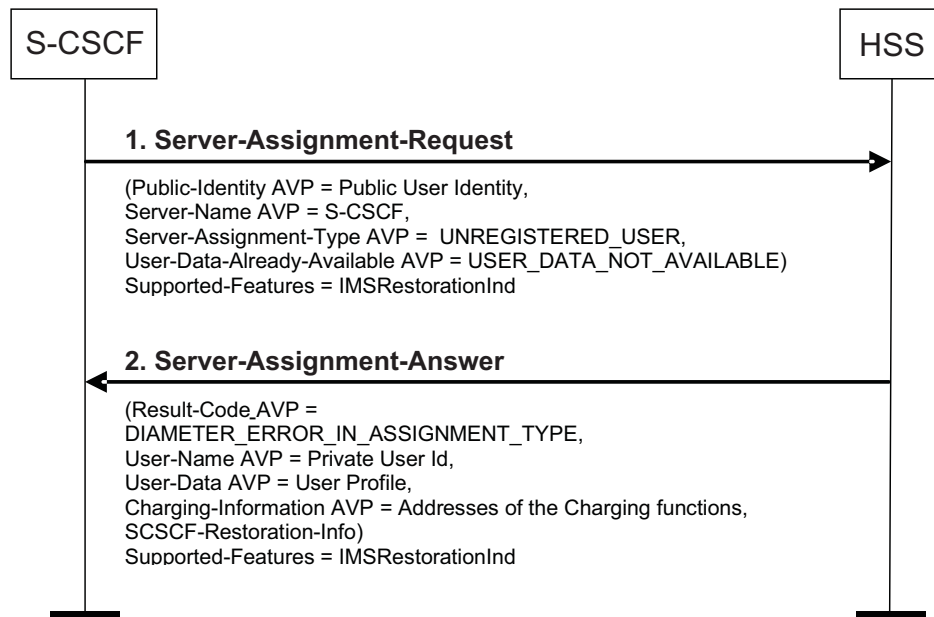 S-CSCF
HSS
1. Server-Assignment-Request
(Public-Identity AVP = Public User Identity,
Server-Name AVP = S-CSCF,
Server-Assignment-Type AVP = UNREGISTERED_USER,
User-Data-Already-Available AVP = USER_DATA_NOT_AVAILABLE)
Supported-Features = IMSRestorationInd
2. Server-Assignment-Answer
(Result-Code AVP =
DIAMETER_ERROR_IN_ASSIGNMENT_TYPE,
User-Name AVP = Private User Id,
User-Data AVP = User Profile,
Charging-Information AVP = Addresses of the Charging functions,
SCSCF-Restoration-Info)
Supported-Features = IMSRestorationInd